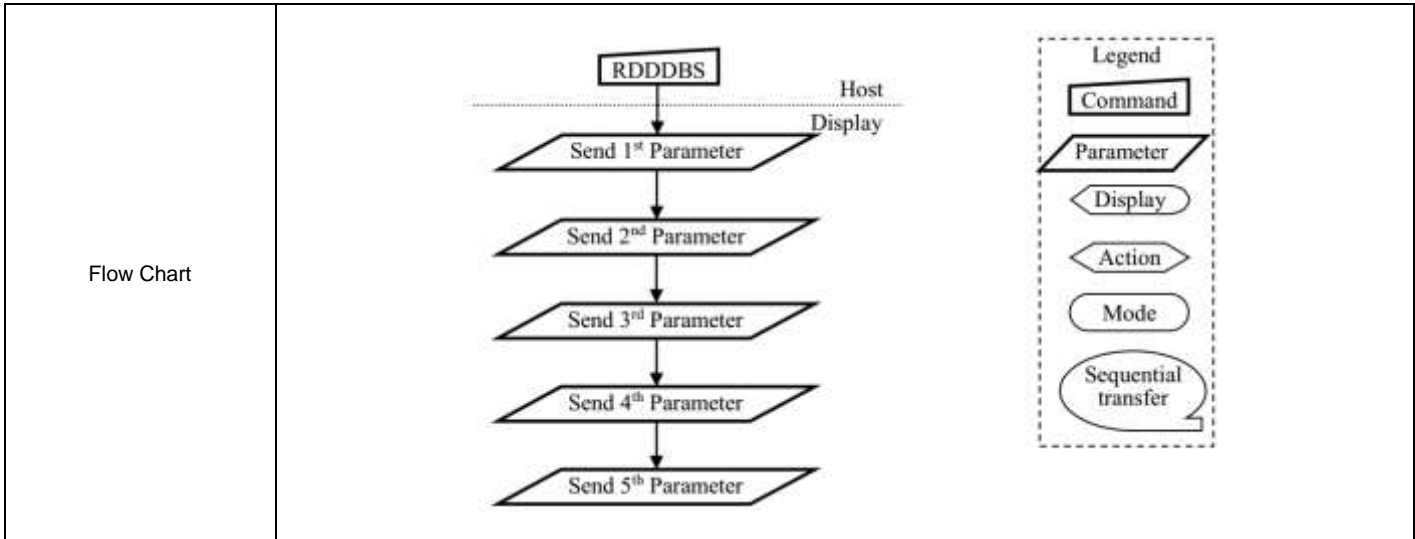 Flow Chart
RDDDBS
Host
Display
Send 1st Parameter
Send 2nd Parameter
Send 3rd Parameter
Send 4th Parameter
Send 5th Parameter
Legend
Command
Parameter
Display
Action
Mode
Sequential
transfer